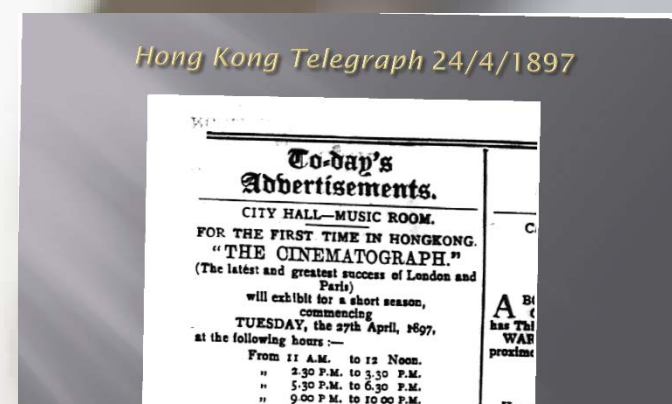 Hong Kong Telegraph 24/4/1897
To-day's
Advertisements.
CITY HALL—MUSIC ROOM.
FOR THE FIRST TIME IN HONGKONG.
"THE CINEMATOGRAPH."
(The latest and greatest success of London and
Paris)
will exhibit for a short season,
commencing
TUESDAY, the 27th April, 1897,
at the following hours :—
From 11 A.M. to 12 Noon.
" 2.30 P.M. to 3.30 P.M.
" 5.30 P.M. to 6.30 P.M.
" 9.00 P M. to 10 00 P.M.
A
has
WAR